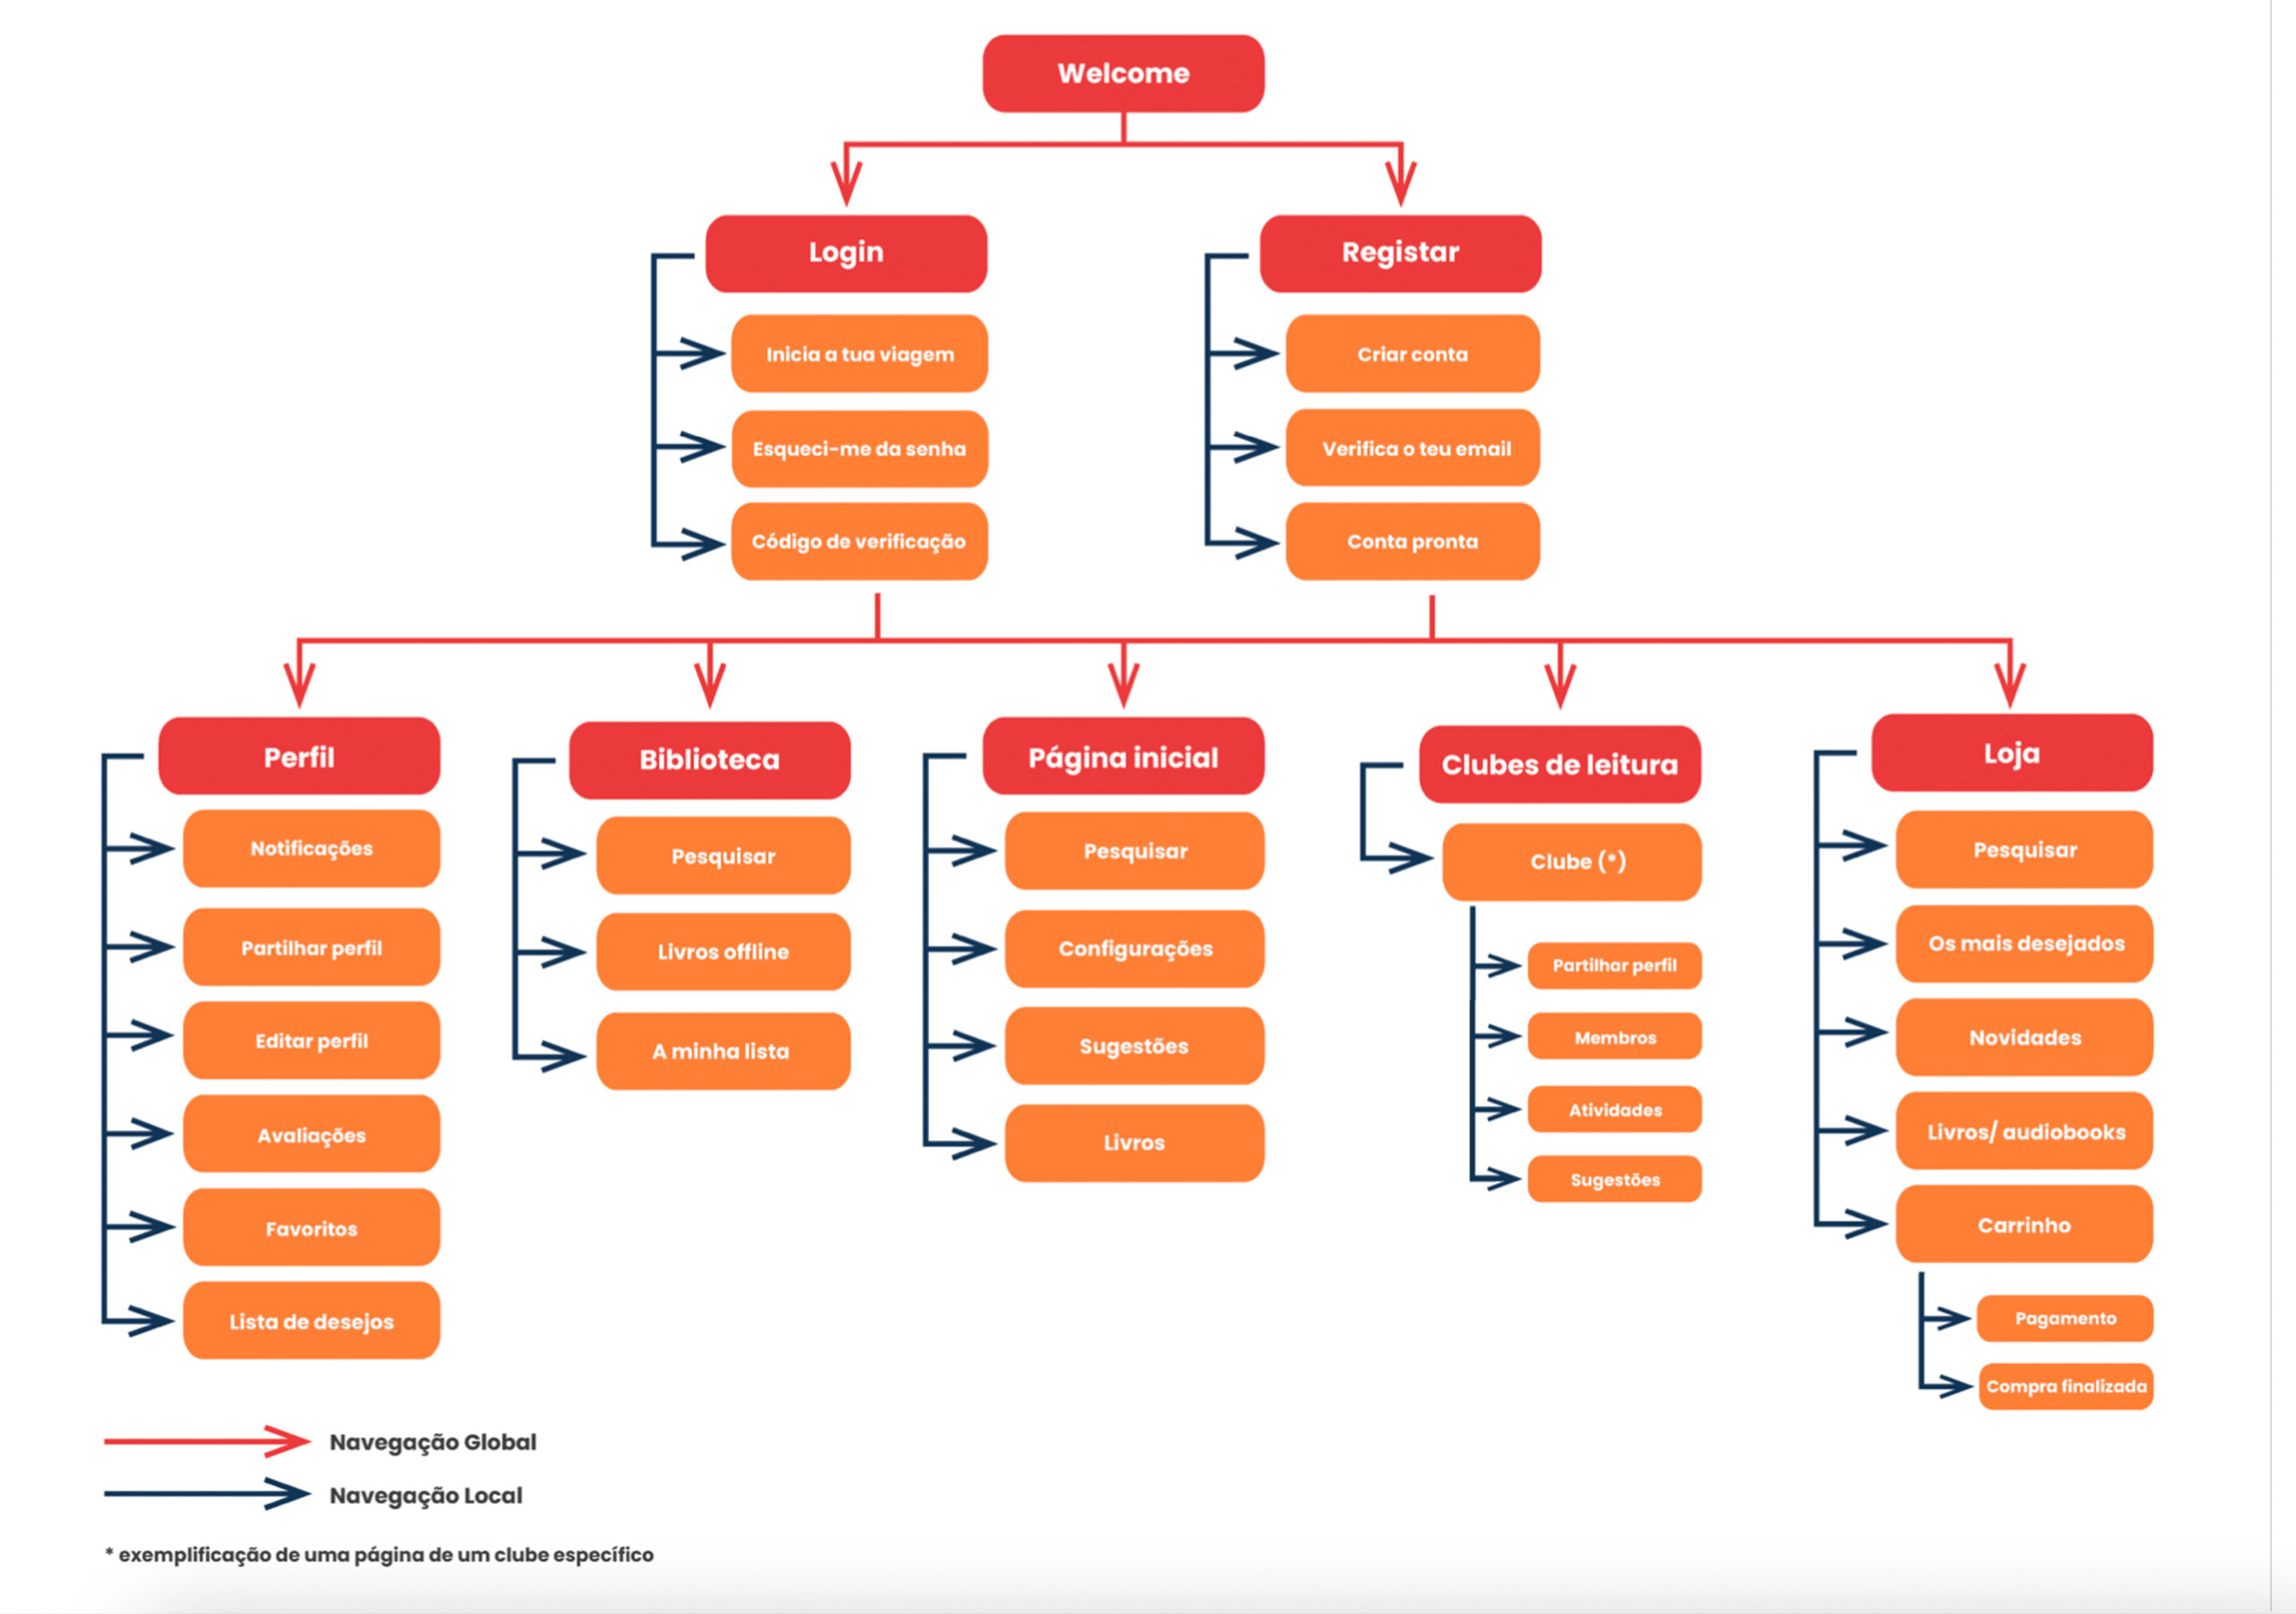 Welcome
Login
Inicia a tua viagem
Esqueci-me da senha
Código de verificação
Registar
Criar conta
Verifica o teu email
Conta pronta
Perfil
Notificações
Partilhar perfil
Editar perfil
Avaliações
Favoritos
Lista de desejos
Biblioteca
Pesquisar
Livros offline
A minha lista
Página inicial
Pesquisar
Configurações
Sugestões
Livros
Clubes de leitura
Clube (*)
Partilhar perfil
Membros
Atividades
Sugestões
Loja
Pesquisar
Os mais desejados
Novidades
Livros/ audiobooks
Carrinho
Pagamento
Compra finalizada
Navegação Global
Navegação Local
* exemplificação de uma página de um clube específico